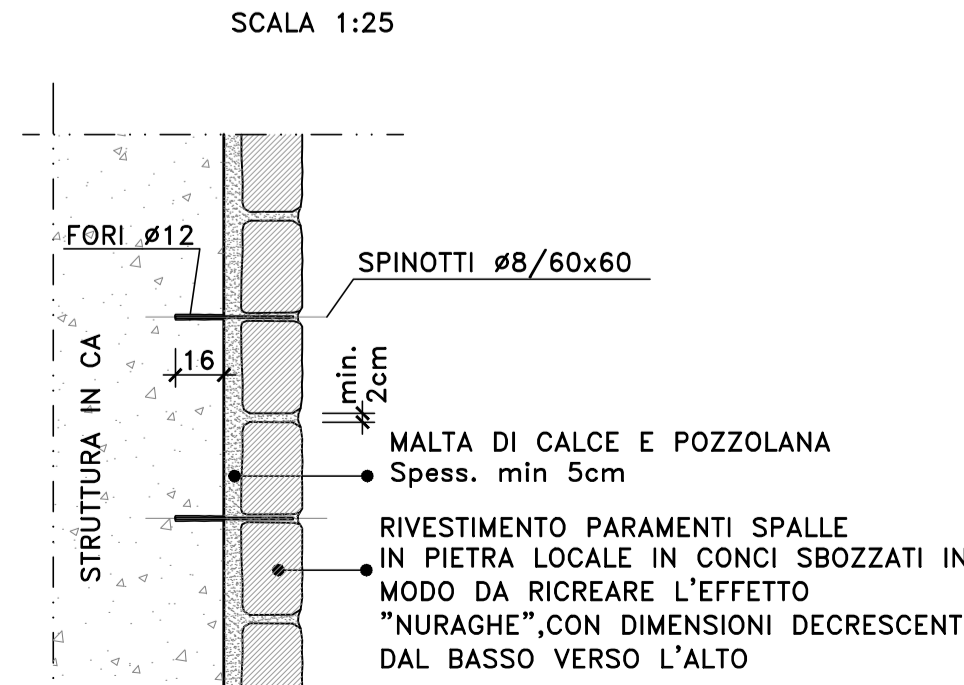 SCALA 1:25
FORI ø12
SPINOTTI ø8/60x60
STRUTTURA IN CA
16
min.
2cm
MALTA DI CALCE E POZZOLANA
Spess. min 5cm
RIVESTIMENTO PARAMENTI SPALLE
IN PIETRA LOCALE IN CONCI SBOZZATI IN
MODO DA RICREARE L'EFFETTO
"NURAGHE",CON DIMENSIONI DECRESCENT
DAL BASSO VERSO L'ALTO